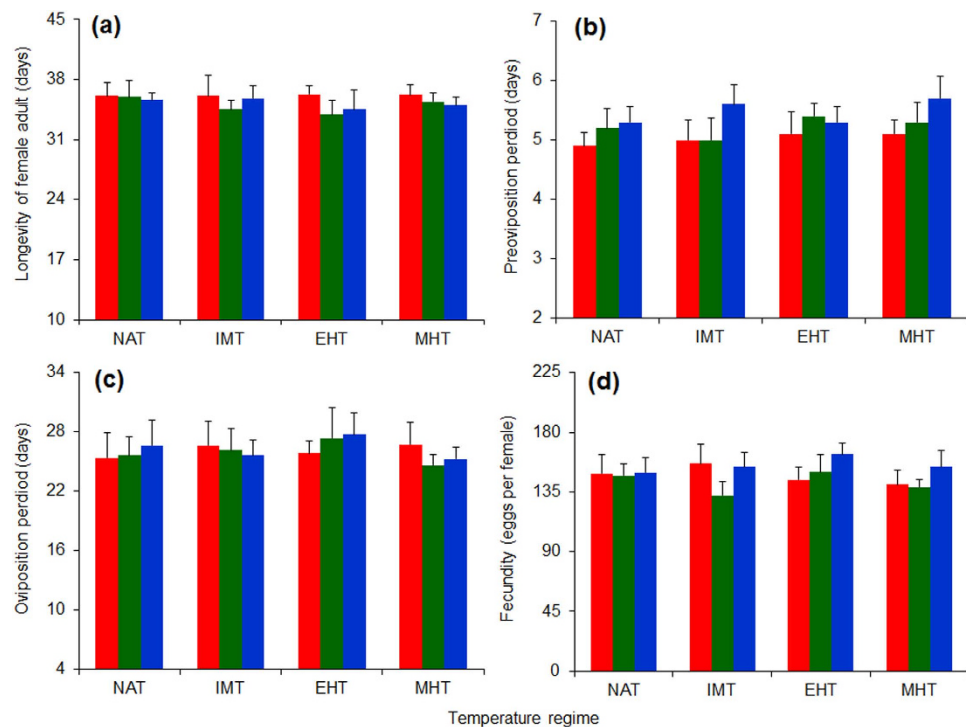 (a)
Longevity of female adult (days)
45
38
31
24
17
10
NAT IMT EHT MHT
(b)
Preoviposition perdiod (days)
7
6
5
4
3
2
NAT IMT EHT MHT
(c)
Oviposition period (days)
34
28
22
16
10
4
NAT IMT EHT MHT
(d)
Fecundity (eggs per female)
225
180
135
90
45
0
NAT IMT EHT MHT
Temperature regime